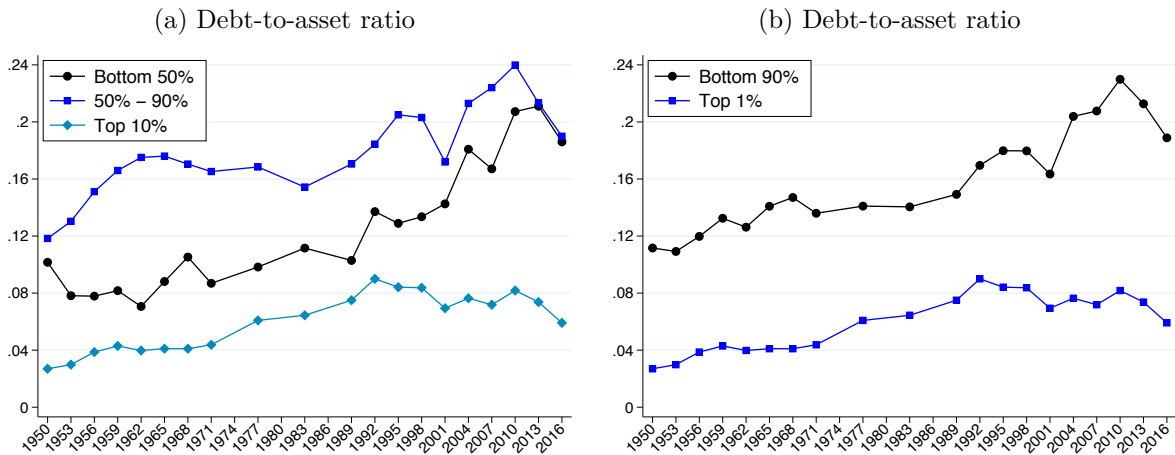 (a) Debt-to-asset ratio
.24
.2
.16
.12
.08
.04
0
Bottom 50%
50% − 90%
Top 10%
1950 1953 1956 1959 1962 1965 1968 1971 1974 1977 1980 1983 1986 1989 1992 1995 1998 2001 2004 2007 2010 2013 2016
(b) Debt-to-asset ratio
.24
.2
.16
.12
.08
.04
0
Bottom 90%
Top 1%
1950 1953 1956 1959 1962 1965 1968 1971 1974 1977 1980 1983 1986 1989 1992 1995 1998 2001 2004 2007 2010 2013 2016